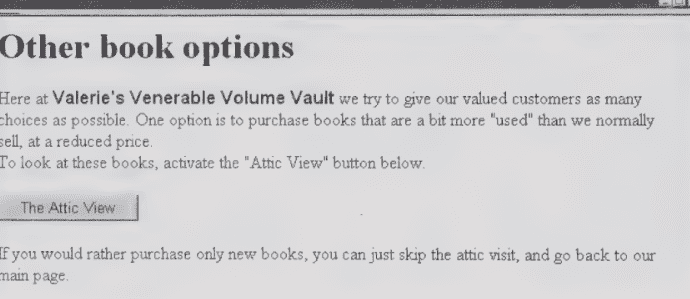 Other book options
Here at Valerie's Venerable Volume Vault we try to give our valued customers as many
choices as possible. One option is to purchase books that are a bit more "used" than we normally
sell, at a reduced price.
To look at these books, activate the "Attic View" button below.
The Attic View
If you would rather purchase only new books, you can just skip the attic visit, and go back to our
main page.